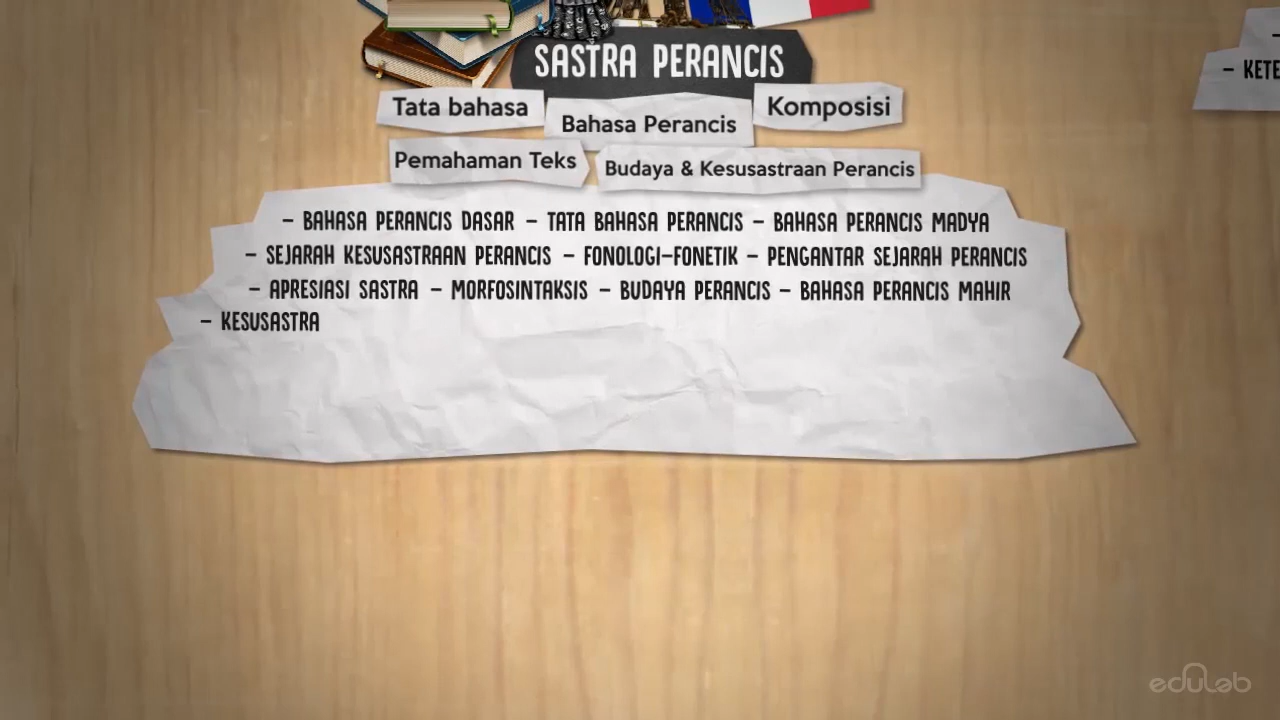 SASTRA PERANCIS
Tata bahasa
Bahasa Perancis
Komposisi
Pemahaman Teks
Budaya & Kesusastraan Perancis
– BAHASA PERANCIS DASAR – TATA BAHASA PERANCIS – BAHASA PERANCIS MADYA
– SEJARAH KESUSASTRAAN PERANCIS – FONOLOGI–FONETIK – PENGANTAR SEJARAH PERANCIS
– APRESIASI SASTRA – MORFOSINTAKSIS – BUDAYA PERANCIS – BAHASA PERANCIS MAHIR
– KESUSASTRA
– KETE
edulab